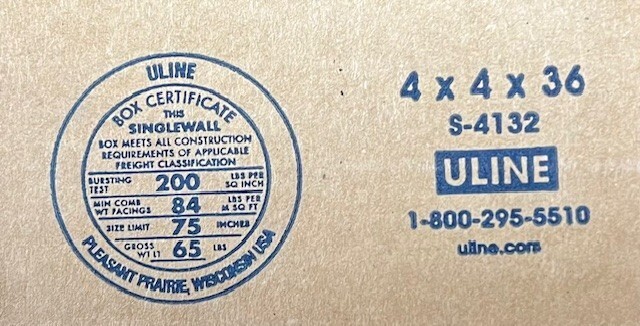 ULINE
BOX CERTIFICATE
THIS
SINGLEWALL
BOX MEETS ALL CONSTRUCTION
REQUIREMENTS OF APPLICABLE
FREIGHT CLASSIFICATION
BURSTING TEST 200 LBS PER SQ INCH
MIN COMB WT FACINGS 84 LBS PER M SQ FT
SIZE LIMIT 75 INCHES
GROSS WT LT 65 LBS
PLEASANT PRAIRIE, WISCONSIN USA
4 x 4 x 36
S-4132
ULINE
1-800-295-5510
uline.com